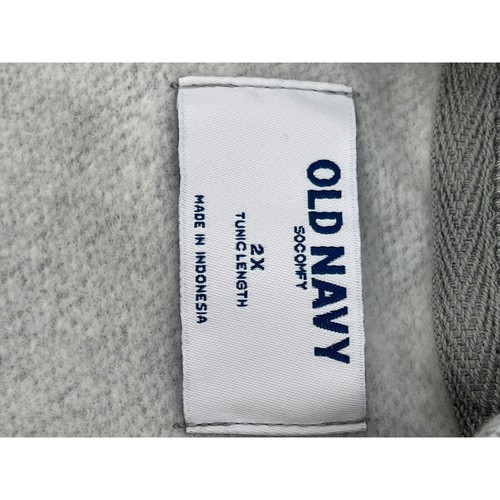 OLD NAVY
SOCOMFY
2X
TUNIC LENGTH
MADE IN INDONESIA